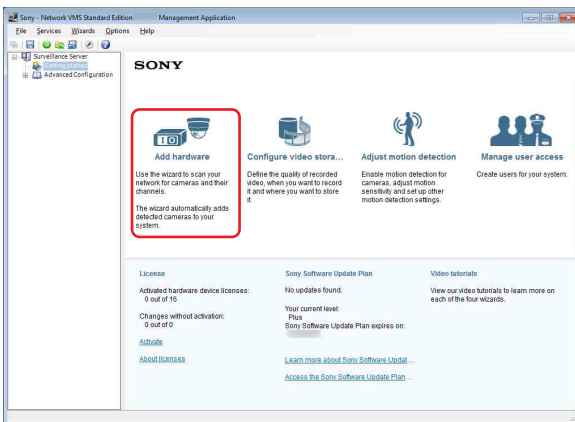 Sony - Network VMS Standard Edition Management Application
File Services Wizards Options Help
Surveillance Server
Getting started
Advanced Configuration
SONY
Add hardware
Use the wizard to scan your
network for cameras and their
channels.
The wizard automatically adds
detected cameras to your
system.
Configure video stora...
Define the quality of recorded
video, when you want to record
it and where you want to store
it.
Adjust motion detection
Enable motion detection for
cameras, adjust motion
sensitivity and set up other
motion detection settings.
Manage user access
Create users for your system.
License
Activated hardware device licenses:
0 out of 16
Changes without activation:
0 out of 0
Activate
About licenses
Sony Software Update Plan
No updates found.
Your current level:
Plus
Sony Software Update Plan expires on:
Learn more about Sony Software Updat...
Access the Sony Software Update Plan...
Video tutorials
View our video tutorials to learn more on
each of the four wizards.